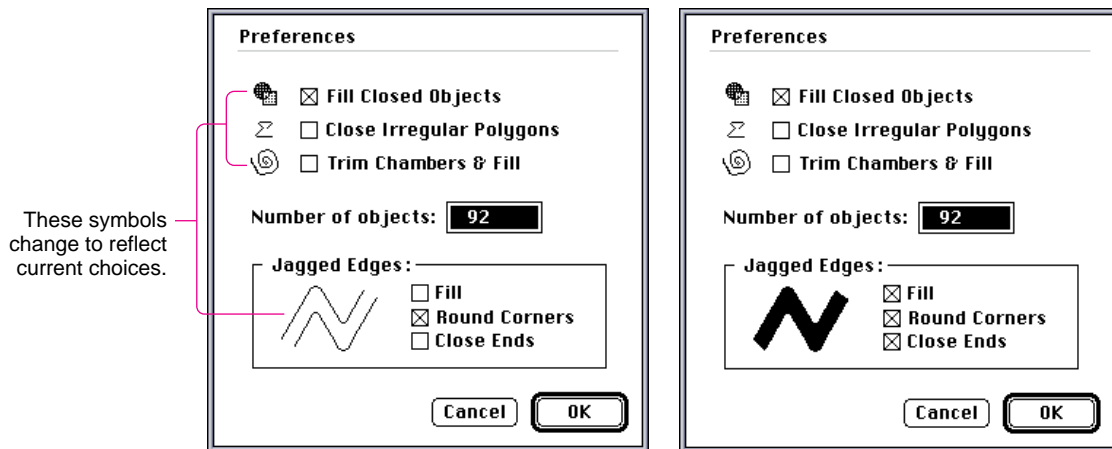 These symbols
change to reflect
current choices.
Preferences
Fill Closed Objects
Close Irregular Polygons
Trim Chambers & Fill
Number of objects: 92
Jagged Edges:
Fill
Round Corners
Close Ends
Cancel OK
Preferences
Fill Closed Objects
Close Irregular Polygons
Trim Chambers & Fill
Number of objects: 92
Jagged Edges:
Fill
Round Corners
Close Ends
Cancel OK